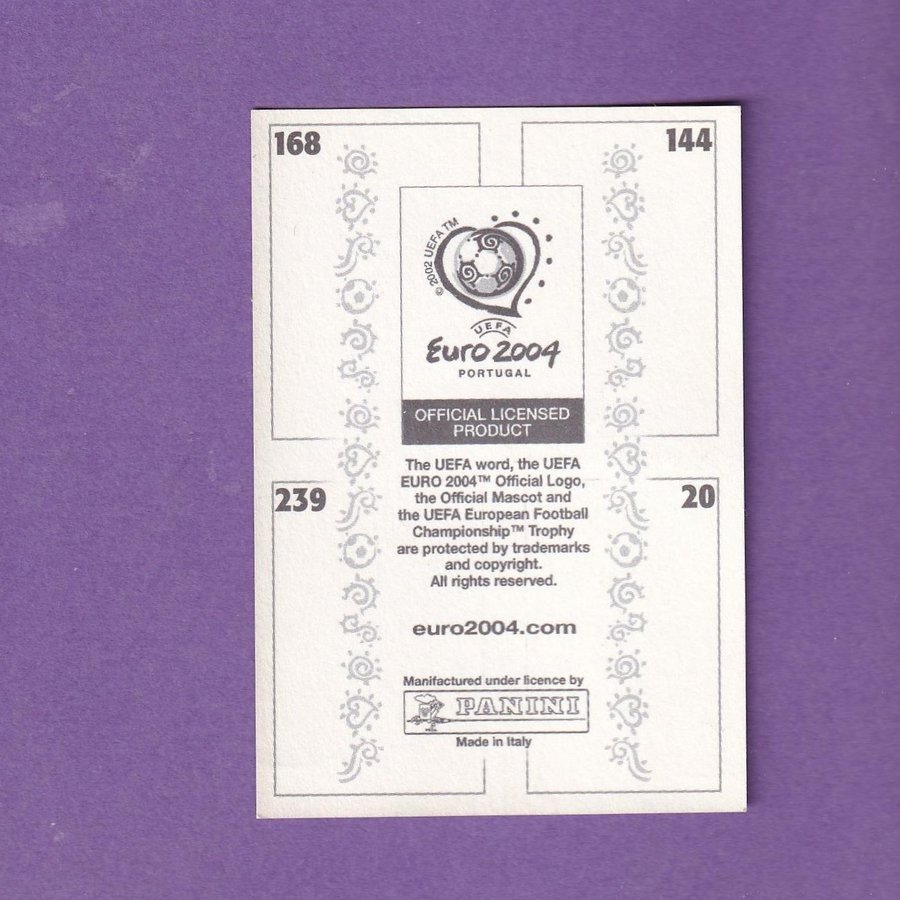 168
144
© 2002 UEFA TM
UEFA
Euro 2004
PORTUGAL
OFFICIAL LICENSED
PRODUCT
239
20
The UEFA word, the UEFA
EURO 2004™ Official Logo,
the Official Mascot and
the UEFA European Football
Championship™ Trophy
are protected by trademarks
and copyright.
All rights reserved.
euro2004.com
Manifactured under licence by
PANINI
Made in Italy